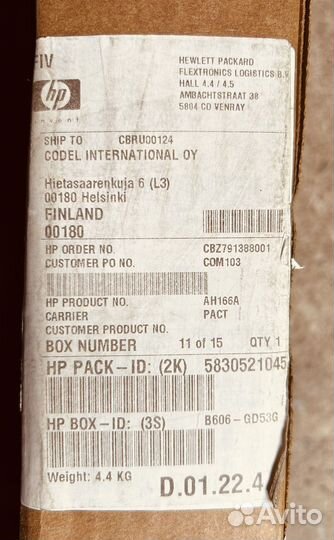 FIV
hp
invent
HEWLETT PACKARD
FLEXTRONICS LOGISTICS B.V
HALL 4.4 / 4.5
AMBACHTSTRAAT 38
5804 CD VENRAY
SHIP TO CBRU00124
CODEL INTERNATIONAL OY
Hietasaarenkuja 6 (L3)
00180 Helsinki
FINLAND
00180
HP ORDER NO. CBZ791388001
CUSTOMER PO NO. COM103
HP PRODUCT NO. AH166A
CARRIER PACT
CUSTOMER PRODUCT NO.
BOX NUMBER 11 of 15 QTY 1
HP PACK-ID: (2K) 5830521045
HP BOX-ID: (3S) B606-GD53G
Weight: 4.4 KG
D.01.22.4
Avito